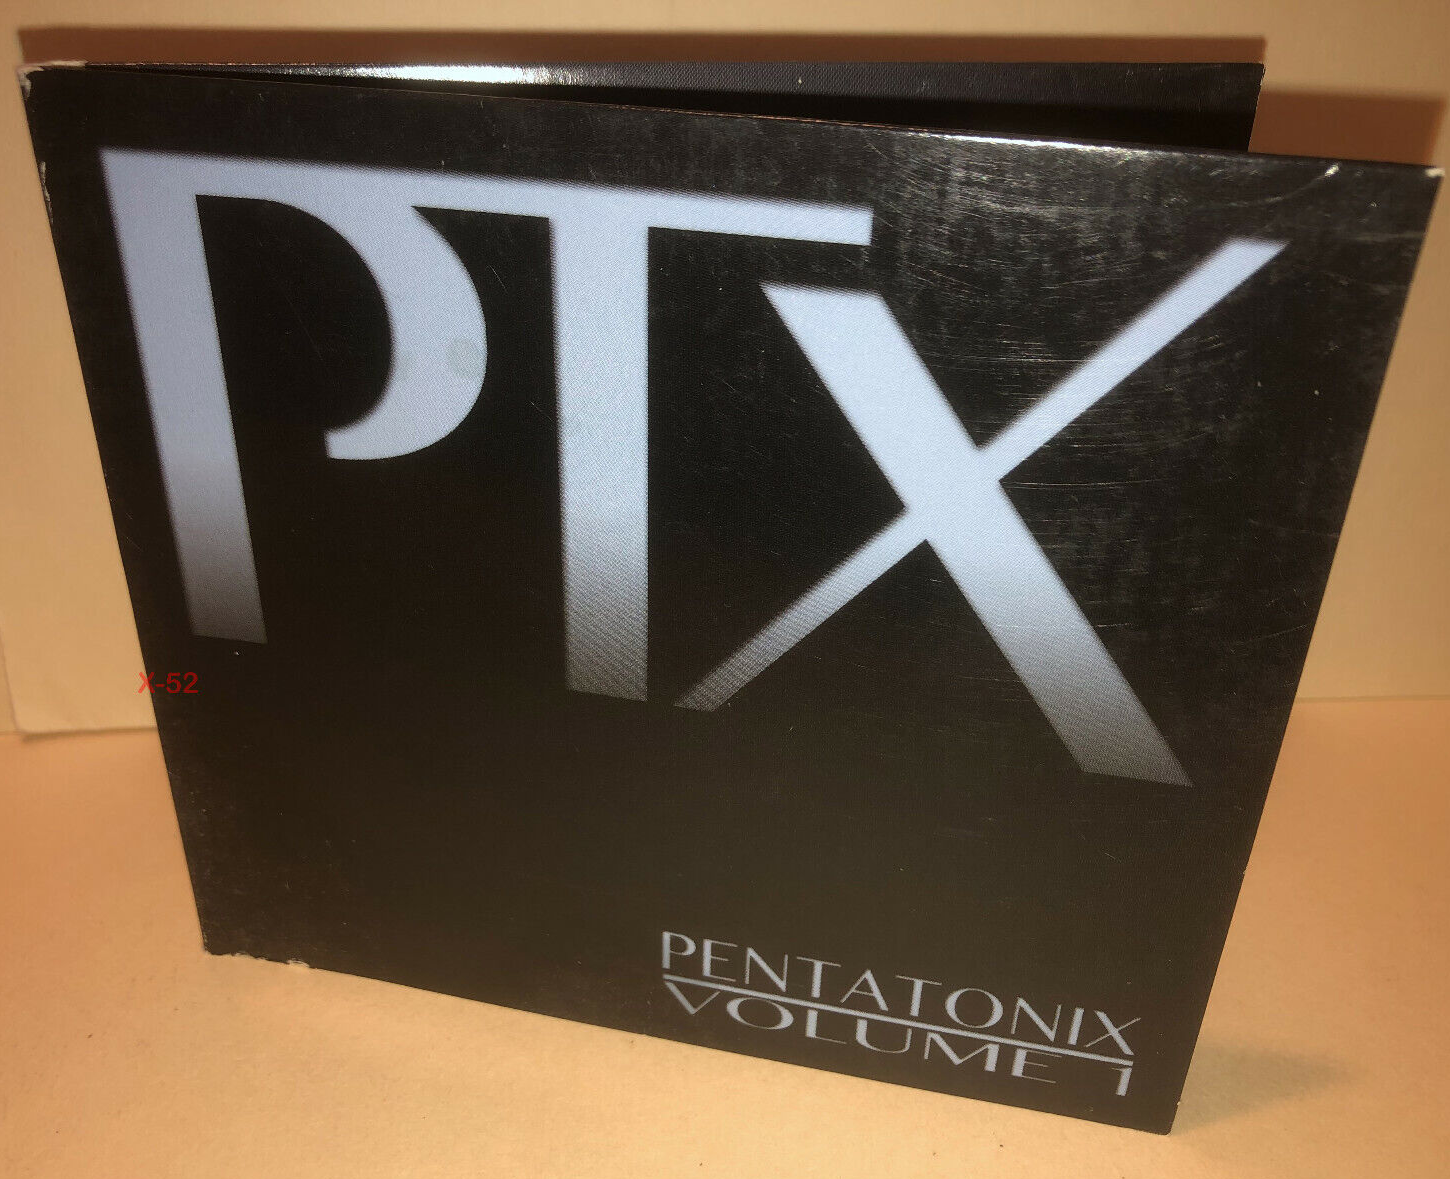 PTX
X-52
PENTATONIX
VOLUME 1